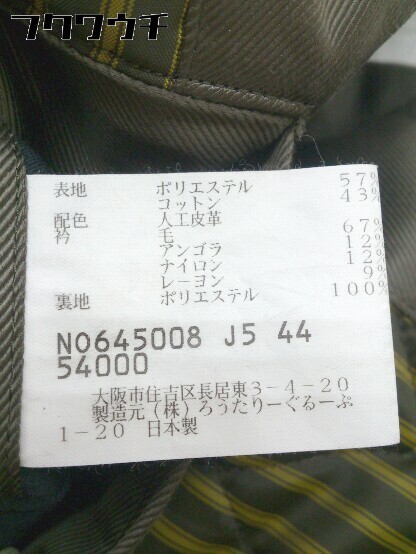 フクウウチ
表地 ポリエステル 57%
コットン 43%
配色 人工皮革
衿 毛 67%
アンゴラ 12%
ナイロン 12%
レーヨン 9%
裏地 ポリエステル 100%
NO645008 J5 44
54000
大阪市住吉区長居東3-4-20
製造元(株)ろうたりーぐるーぷ
1-20 日本製